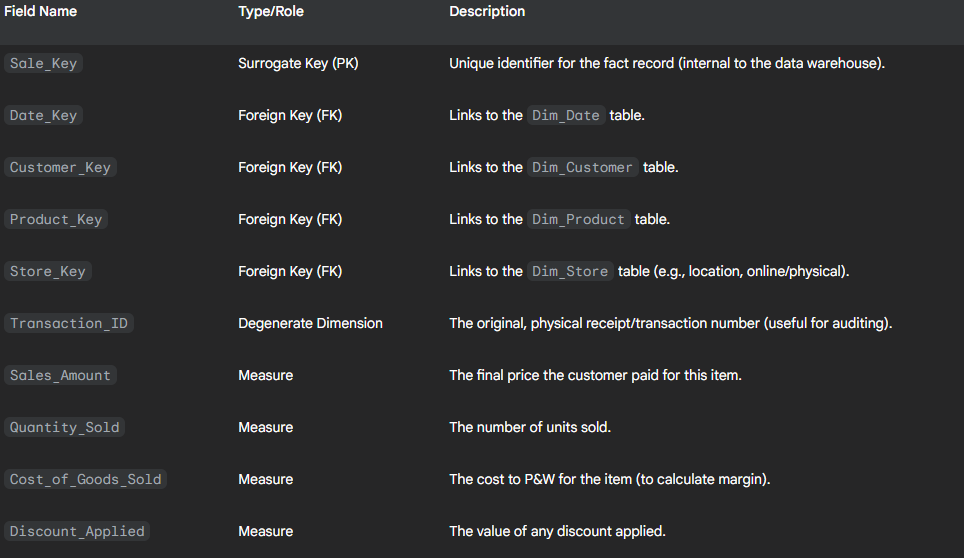 Field Name Type/Role Description
Sale_Key Surrogate Key (PK) Unique identifier for the fact record (internal to the data warehouse).
Date_Key Foreign Key (FK) Links to the Dim_Date table.
Customer_Key Foreign Key (FK) Links to the Dim_Customer table.
Product_Key Foreign Key (FK) Links to the Dim_Product table.
Store_Key Foreign Key (FK) Links to the Dim_Store table (e.g., location, online/physical).
Transaction_ID Degenerate Dimension The original, physical receipt/transaction number (useful for auditing).
Sales_Amount Measure The final price the customer paid for this item.
Quantity_Sold Measure The number of units sold.
Cost_of_Goods_Sold Measure The cost to P&W for the item (to calculate margin).
Discount_Applied Measure The value of any discount applied.